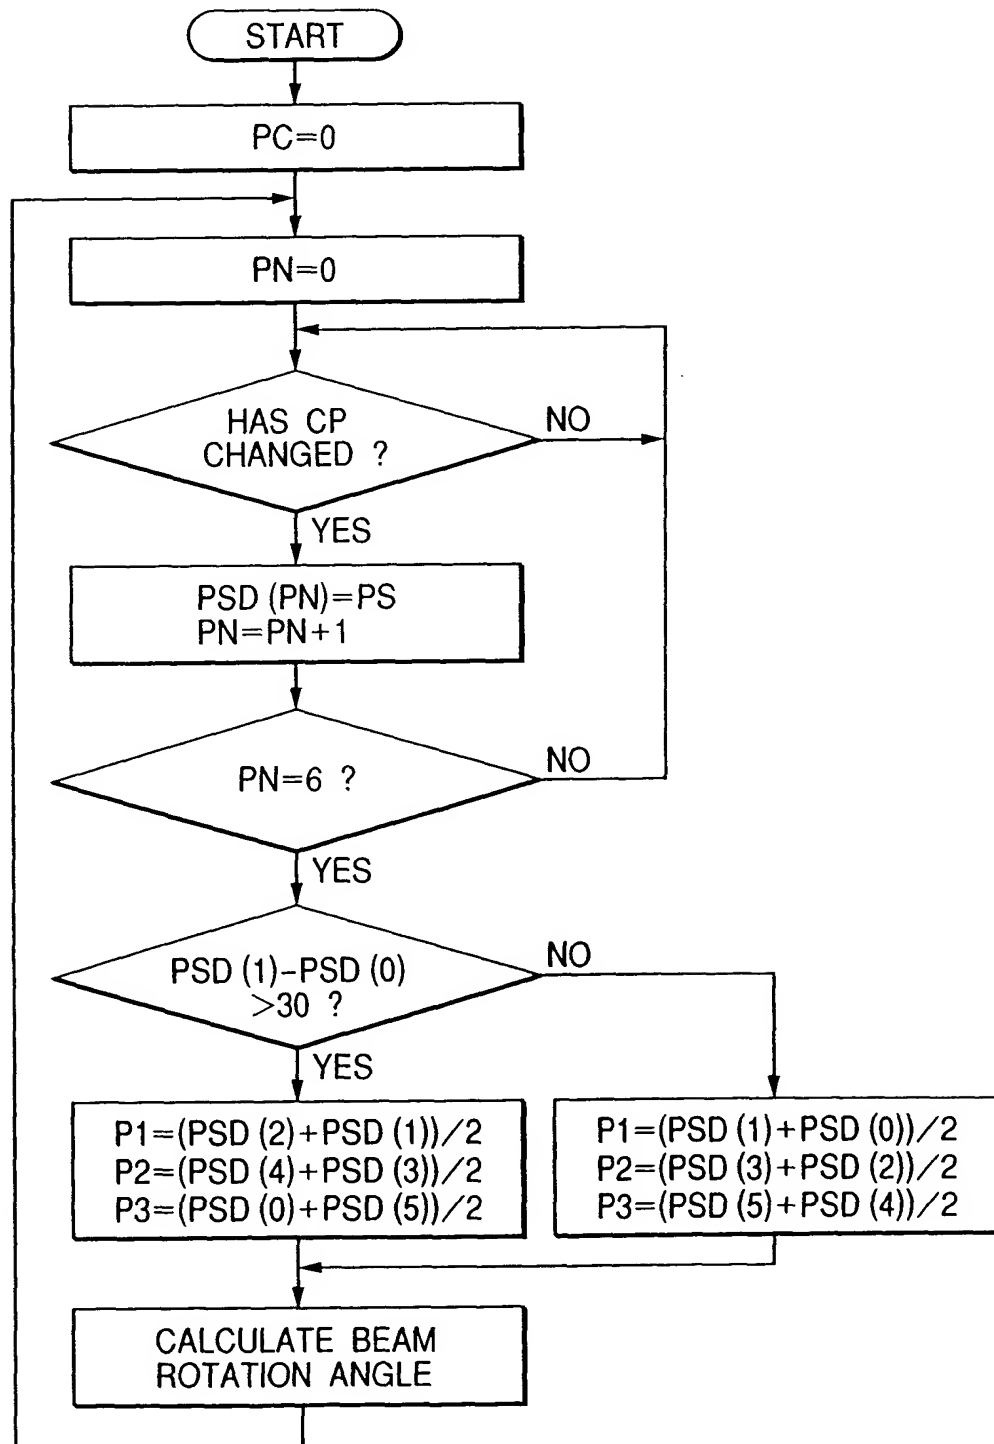 START
PC=0
PN=0
HAS CP
CHANGED ?
NO
YES
PSD (PN)=PS
PN=PN+1
PN=6 ?
NO
YES
PSD (1)-PSD (0)
>30 ?
NO
YES
P1=(PSD (2)+PSD (1))/2
P2=(PSD (4)+PSD (3))/2
P3=(PSD (0)+PSD (5))/2
P1=(PSD (1)+PSD (0))/2
P2=(PSD (3)+PSD (2))/2
P3=(PSD (5)+PSD (4))/2
CALCULATE BEAM
ROTATION ANGLE